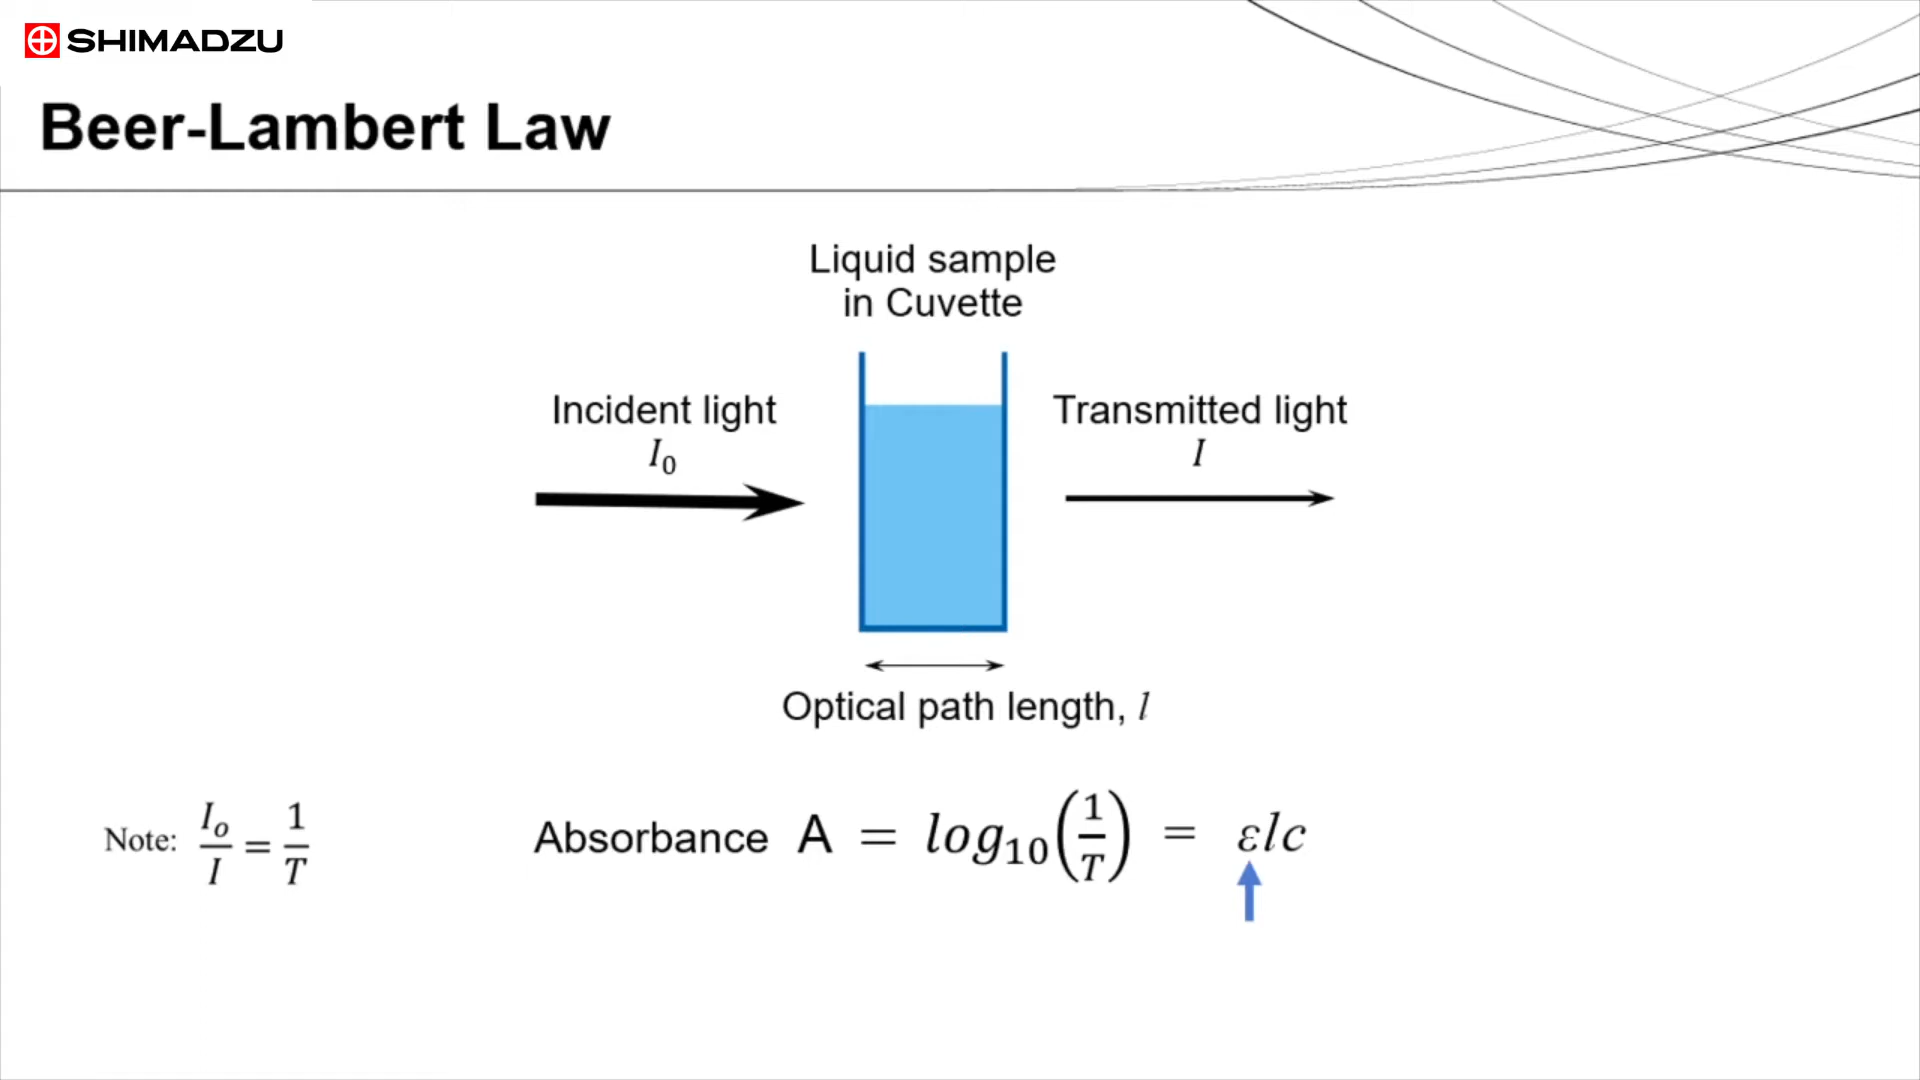 SHIMADZU
Beer-Lambert Law
Liquid sample
in Cuvette
Incident light
I₀
Transmitted light
I
Optical path length, l
Note: Iₒ/I = 1/T
Absorbance A = log₁₀(1/T) = εlc